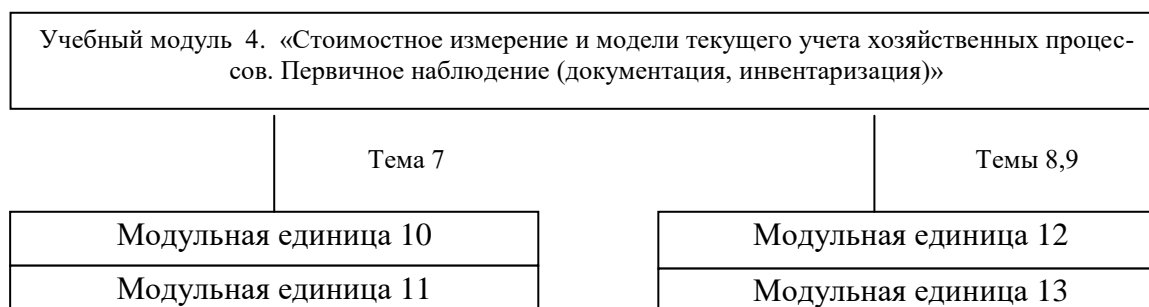 Учебный модуль 4. «Стоимостное измерение и модели текущего учета хозяйственных процес-
сов. Первичное наблюдение (документация, инвентаризация)»
Тема 7
Темы 8,9
Модульная единица 10
Модульная единица 12
Модульная единица 11
Модульная единица 13